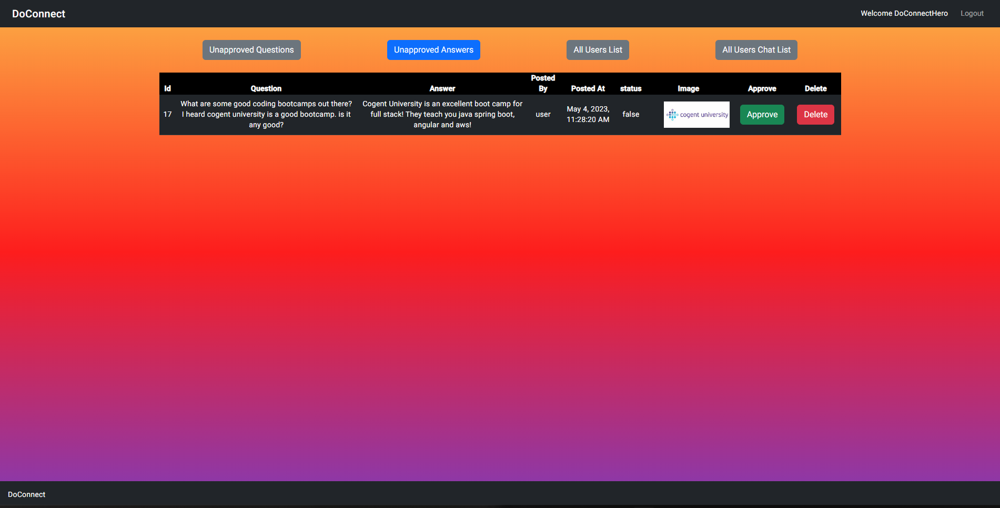 DoConnect
Welcome DoConnectHero
Logout
Unapproved Questions
Unapproved Answers
All Users List
All Users Chat List
Id
Question
Answer
Posted
By
Posted At
status
Image
Approve
Delete
17
What are some good coding bootcamps out there?
I heard cogent university is a good bootcamp. is it
any good?
Cogent University is an excellent boot camp for
full stack! They teach you java spring boot,
angular and aws!
user
May 4, 2023,
11:28:20 AM
false
cogent university
Approve
Delete
DoConnect